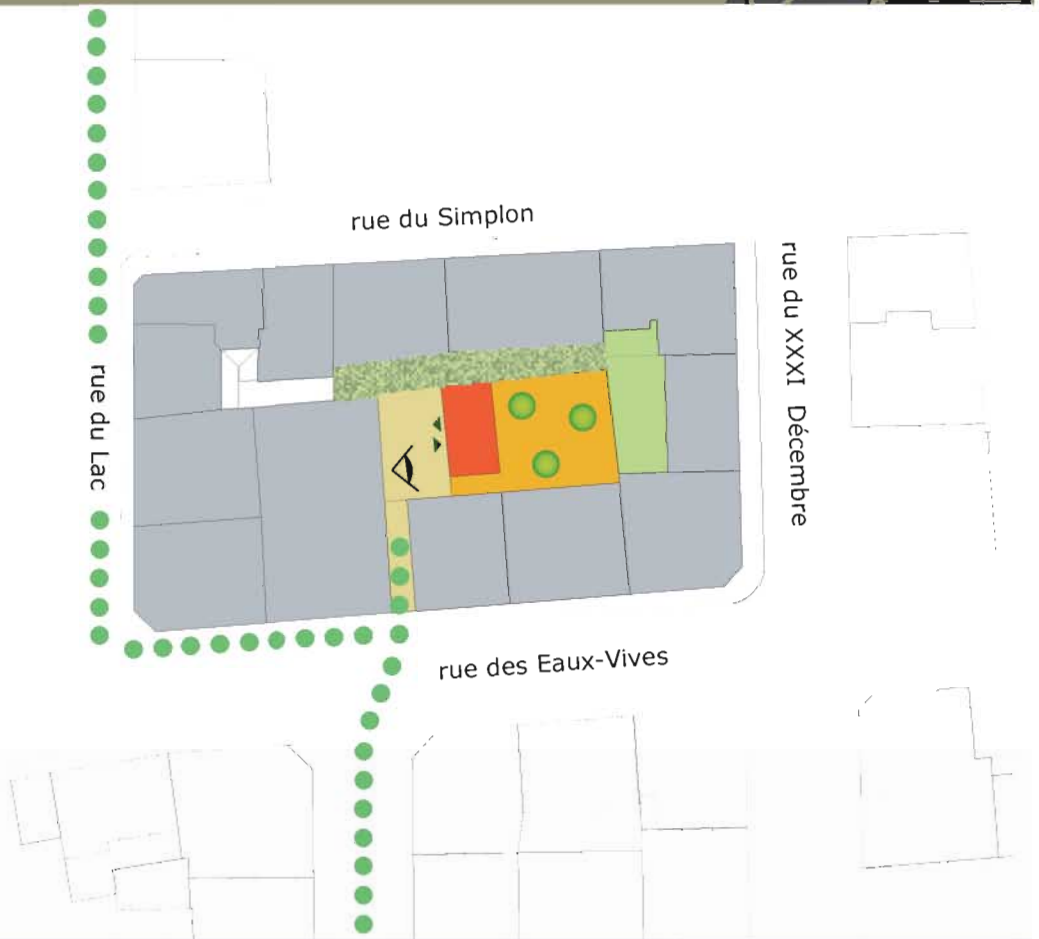 rue du Simplon
rue du XXXI Décembre
rue du Lac
rue des Eaux-Vives